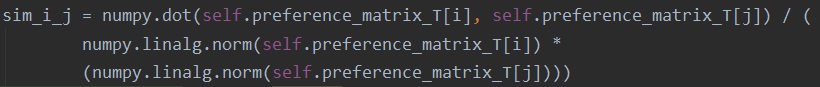 sim_i_j = numpy.dot(self.preference_matrix_T[i], self.preference_matrix_T[j]) / (
numpy.linalg.norm(self.preference_matrix_T[i]) *
(numpy.linalg.norm(self.preference_matrix_T[j])))